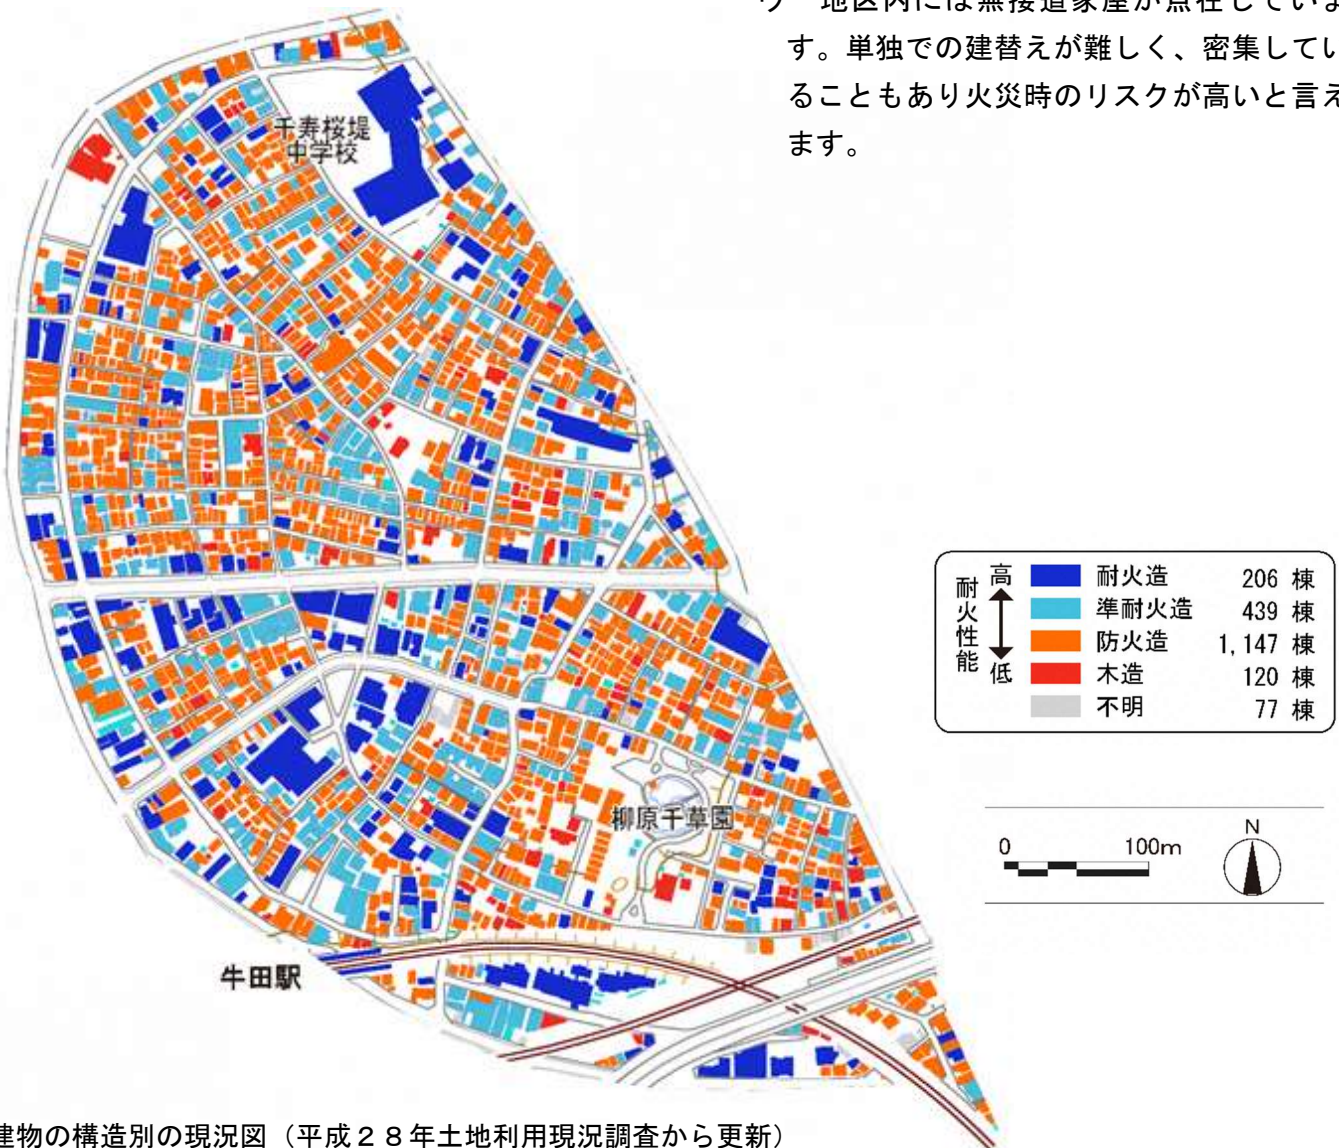 地区内には無接道家屋が点在していま
す。単独での建替えが難しく、密集してい
ることもあり火災時のリスクが高いと言え
ます。
千寿桜堤
中学校
耐火性能
高
低
耐火造 206 棟
準耐火造 439 棟
防火造 1,147 棟
木造 120 棟
不明 77 棟
柳原千草園
0 100m
N
牛田駅
建物の構造別の現況図（平成２８年土地利用現況調査から更新）